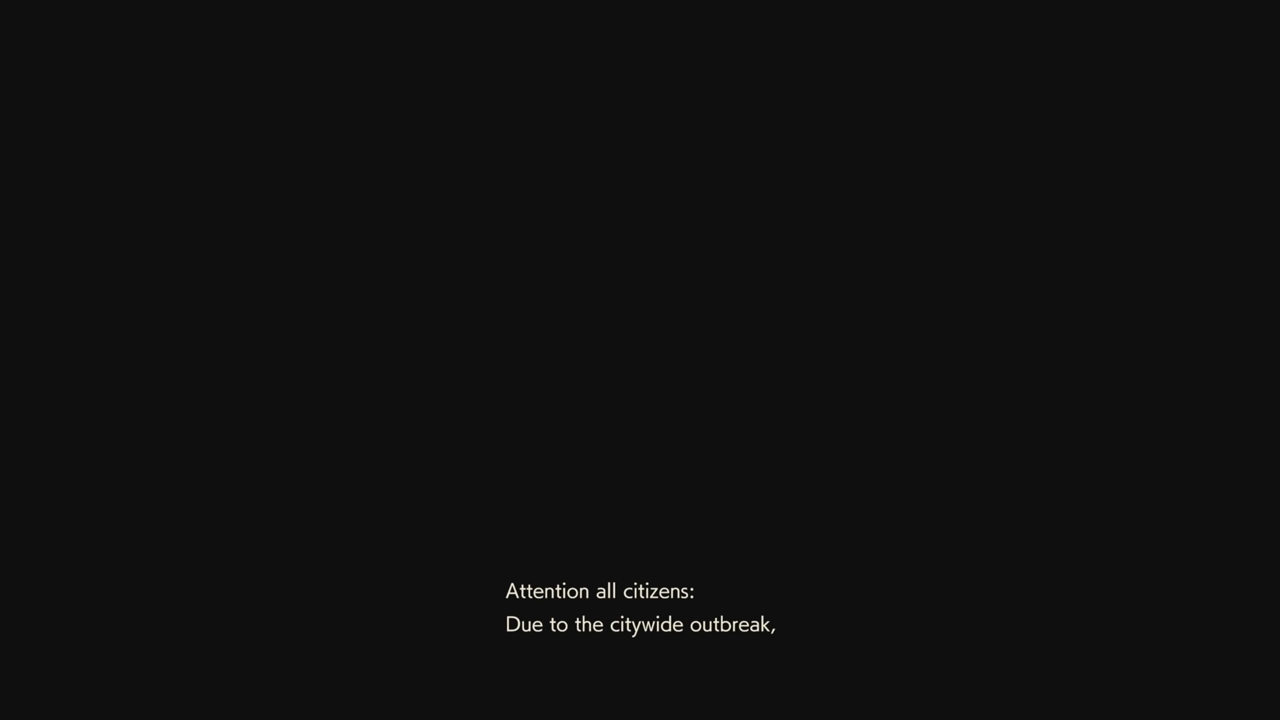 Attention all citizens:
Due to the citywide outbreak,